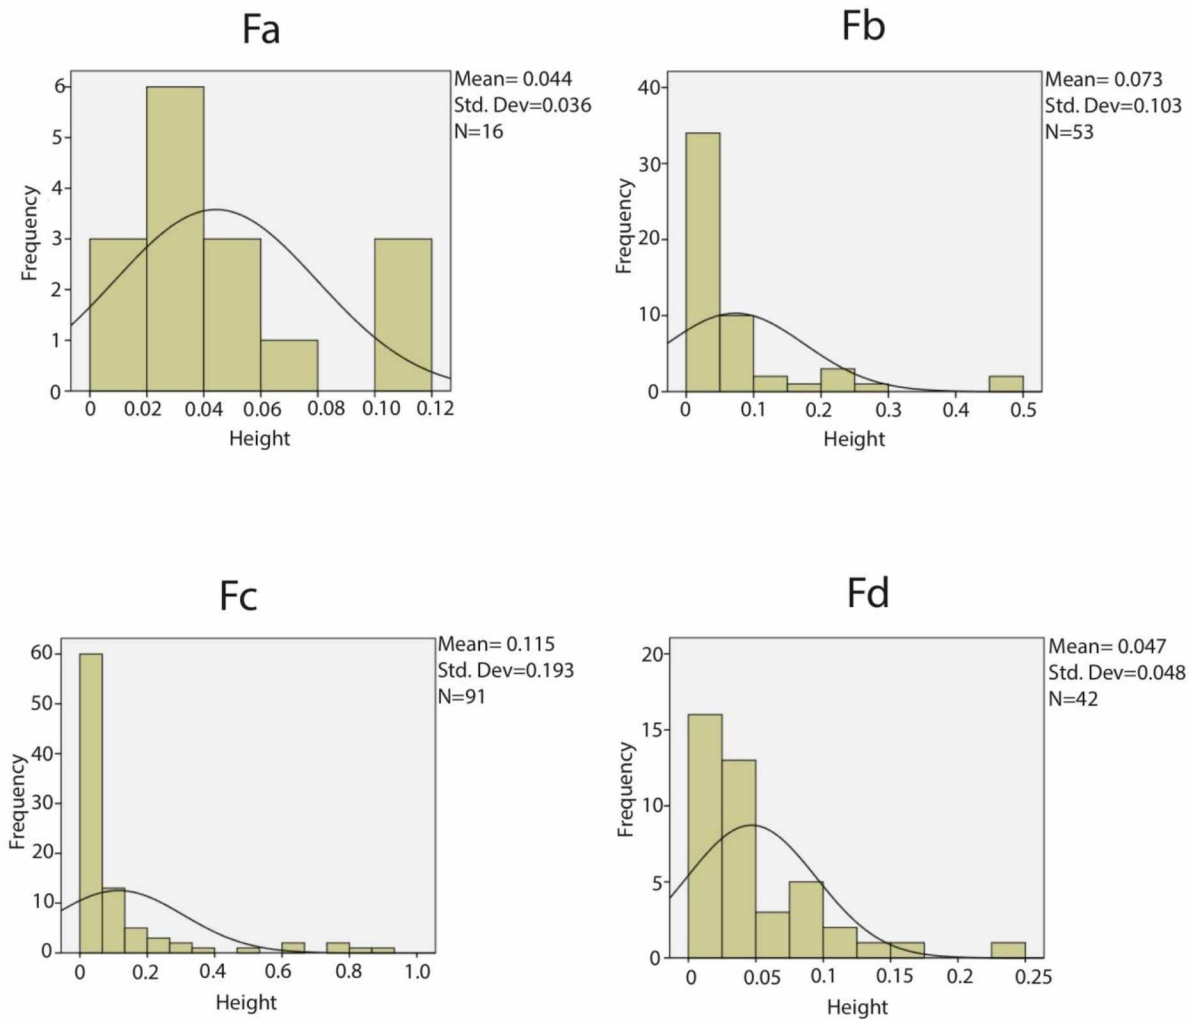 Fa
Mean= 0.044
Std. Dev=0.036
N=16
Frequency
6
5
4
3
2
1
0
0 0.02 0.04 0.06 0.08 0.10 0.12
Height
Fb
Mean= 0.073
Std. Dev=0.103
N=53
Frequency
40
30
20
10
0
0 0.1 0.2 0.3 0.4 0.5
Height
Fc
Mean= 0.115
Std. Dev=0.193
N=91
Frequency
60
50
40
30
20
10
0
0 0.2 0.4 0.6 0.8 1.0
Height
Fd
Mean= 0.047
Std. Dev=0.048
N=42
Frequency
20
15
10
5
0
0 0.05 0.1 0.15 0.2 0.25
Height